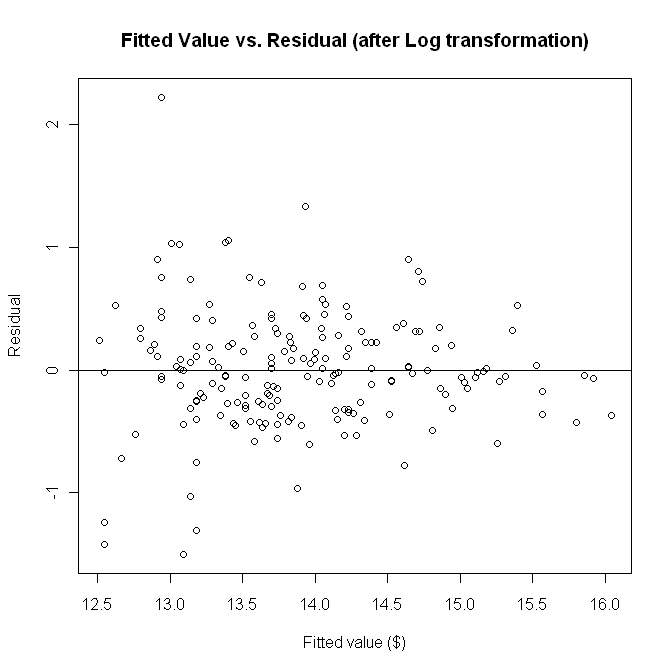 Fitted Value vs. Residual (after Log transformation)
2
1
0
-1
Residual
12.5 13.0 13.5 14.0 14.5 15.0 15.5 16.0
Fitted value ($)